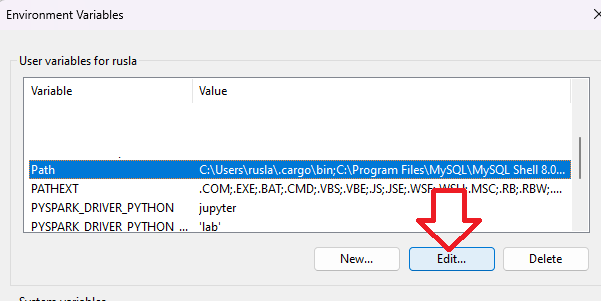 Environment Variables
User variables for rusla
Variable Value
Path C:\Users\rusla\.cargo\bin;C:\Program Files\MySQL\MySQL Shell 8.0...
PATHEXT .COM;.EXE;.BAT;.CMD;.VBS;.VBE;.JS;.JSE;.WSF;.WSH;.MSC;.RB;.RBW;....
PYSPARK_DRIVER_PYTHON jupyter
PYSPARK_DRIVER_PYTHON_... 'lab'
New... Edit... Delete
System variables